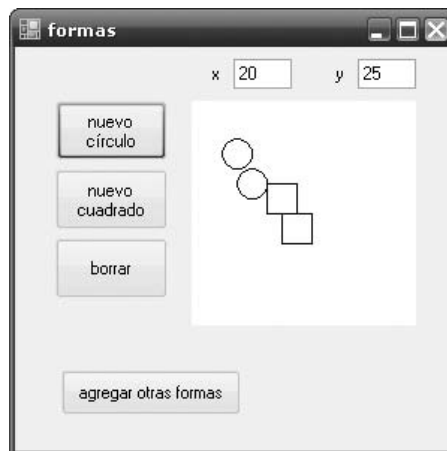 formas
x 20 y 25
nuevo
círculo
nuevo
cuadrado
borrar
agregar otras formas